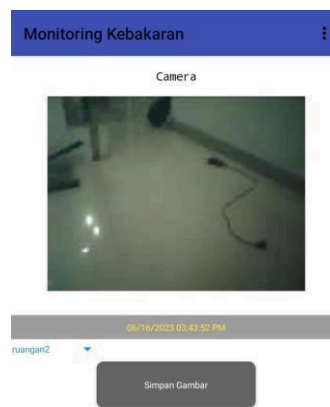 Monitoring Kebakaran
Camera
06/16/2023 03:43:52 PM
ruangan2
Simpan Gambar